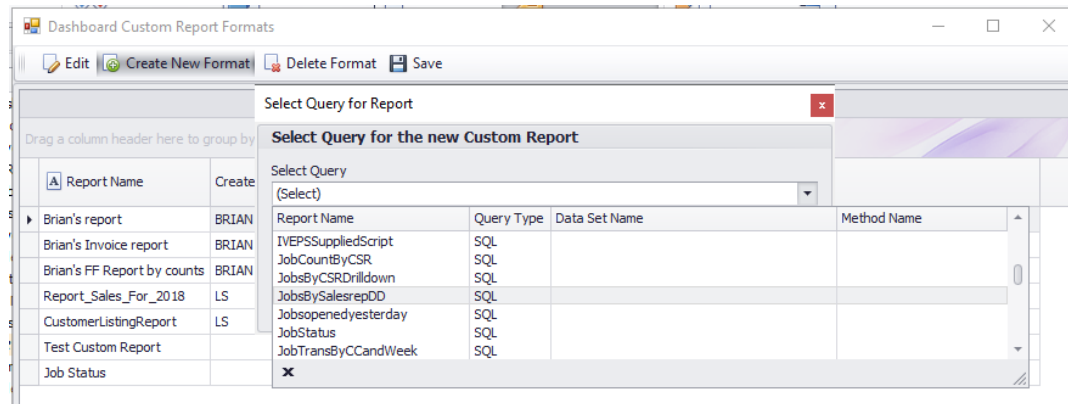 Dashboard Custom Report Formats
Edit Create New Format Delete Format Save
Select Query for Report
x
Drag a column header here to group by
Select Query for the new Custom Report
Select Query
(Select)
A Report Name Create
Report Name Query Type Data Set Name Method Name
Brian's report BRIAN
Brian's Invoice report BRIAN
Brian's FF Report by counts BRIAN
Report_Sales_For_2018 LS
CustomerListingReport LS
Test Custom Report
Job Status
IVEPSSuppliedScript SQL
JobCountByCSR SQL
JobsByCSRDrilldown SQL
JobsBySalesrepDD SQL
Jobsopenedyesterday SQL
JobStatus SQL
JobTransByCCandWeek SQL
x